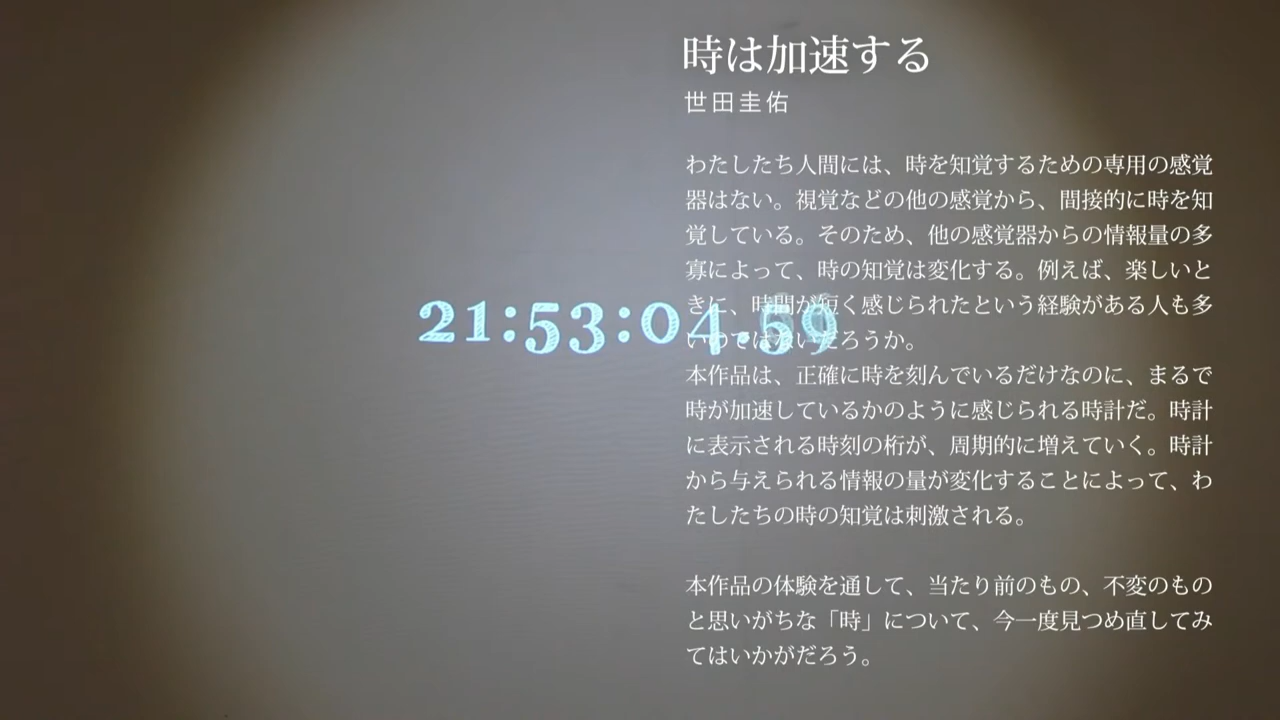 時は加速する
世田圭佑
わたしたち人間には、時を知覚するための専用の感覚
器はない。視覚などの他の感覚から、間接的に時を知
覚している。そのため、他の感覚器からの情報量の多
寡によって、時の知覚は変化する。例えば、楽しいと
きに、時間が短く感じられたという経験がある人も多
いのではないだろうか。
21:53:04.59
本作品は、正確に時を刻んでいるだけなのに、まるで
時が加速しているかのように感じられる時計だ。時計
に表示される時刻の桁が、周期的に増えていく。時計
から与えられる情報の量が変化することによって、わ
たしたちの時の知覚は刺激される。
本作品の体験を通して、当たり前のもの、不変のもの
と思いがちな「時」について、今一度見つめ直してみ
てはいかがだろう。